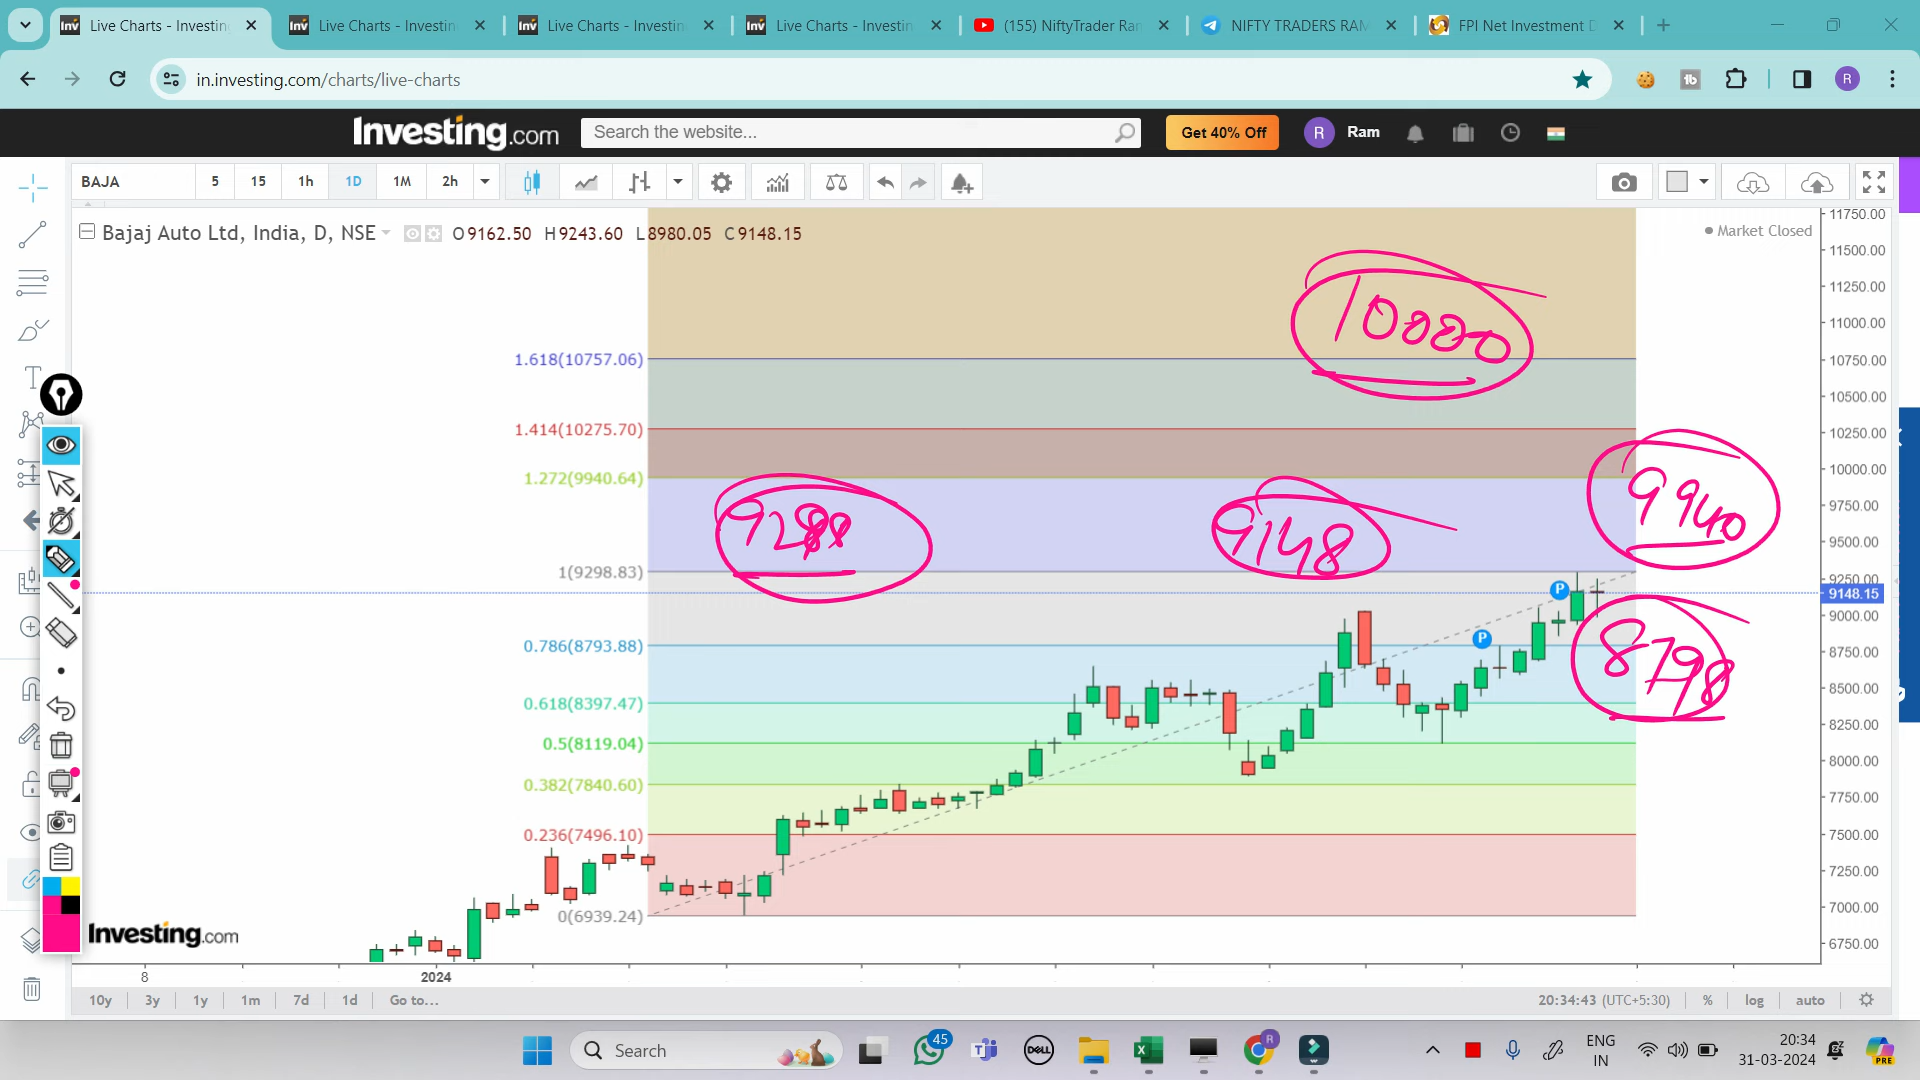 Live Charts - Investin
Live Charts - Investin
Live Charts - Investin
Live Charts - Investin
(155) NiftyTrader Ra
NIFTY TRADERS RAM
FPI Net Investment D
in.investing.com/charts/live-charts
R
Investing.com
Search the website...
Get 40% Off
R
Ram
BAJA
5
15
1h
1D
1M
2h
Bajaj Auto Ltd, India, D, NSE
O9162.50 H9243.60 L8980.05 C9148.15
Market Closed
11750.00
11500.00
11250.00
11000.00
10750.00
10500.00
10250.00
10000.00
9750.00
9500.00
9250.00
9148.15
9000.00
8750.00
8500.00
8250.00
8000.00
7750.00
7500.00
7250.00
7000.00
6750.00
10000
1.618(10757.06)
1.414(10275.70)
1.272(9940.64)
9148
9940
1(9298.83)
P
P
8798
0.786(8793.88)
0.618(8397.47)
0.5(8119.04)
0.382(7840.60)
0.236(7496.10)
0(6939.24)
Investing.com
8
2024
10y
3y
1y
1m
7d
1d
Go to...
20:34:43 (UTC+5:30)
%
log
auto
Search
45
DELL
R
ENG
IN
20:34
31-03-2024
PRE